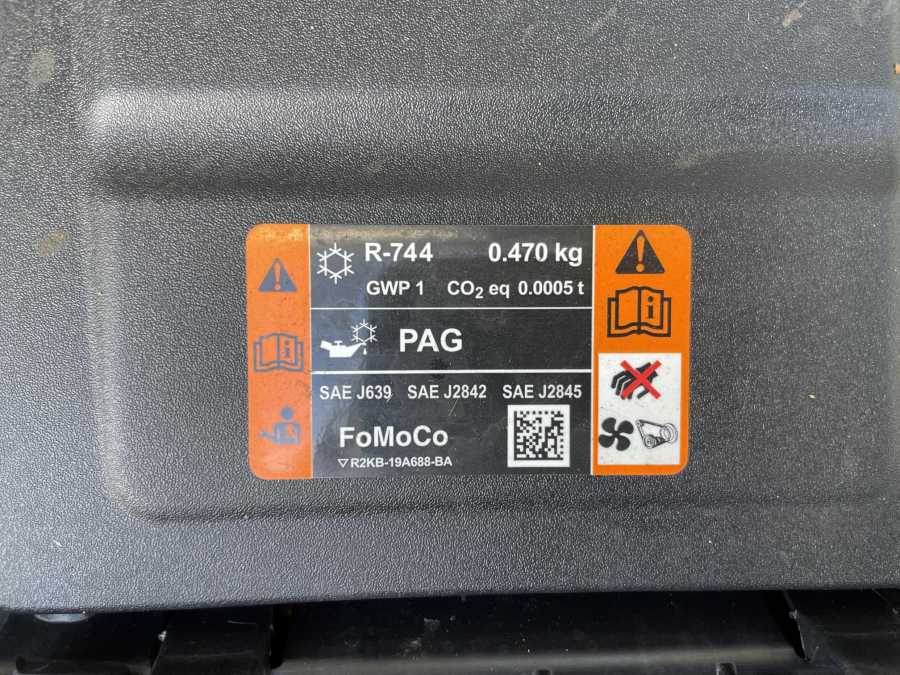 R-744 0.470 kg
GWP 1 CO₂ eq 0.0005 t
PAG
SAE J639 SAE J2842 SAE J2845
FoMoCo
R2KB-19A688-BA